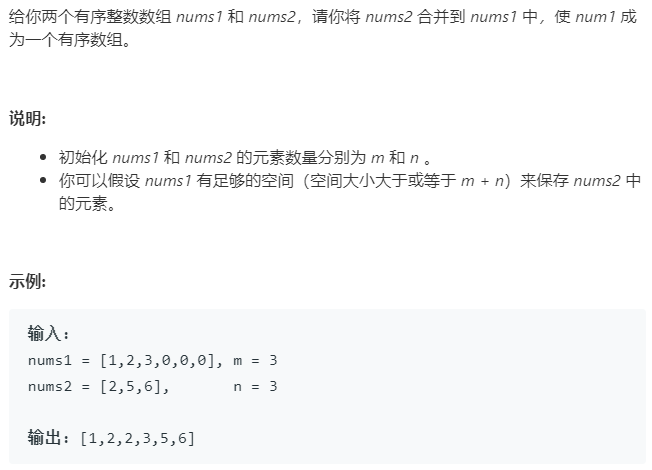 给你两个有序整数数组 nums1 和 nums2，请你将 nums2 合并到 nums1 中，使 num1 成
为一个有序数组。
说明:
初始化 nums1 和 nums2 的元素数量分别为 m 和 n 。
你可以假设 nums1 有足够的空间（空间大小大于或等于 m + n）来保存 nums2 中
的元素。
示例:
输入：
nums1 = [1,2,3,0,0,0], m = 3
nums2 = [2,5,6],       n = 3
输出：[1,2,2,3,5,6]